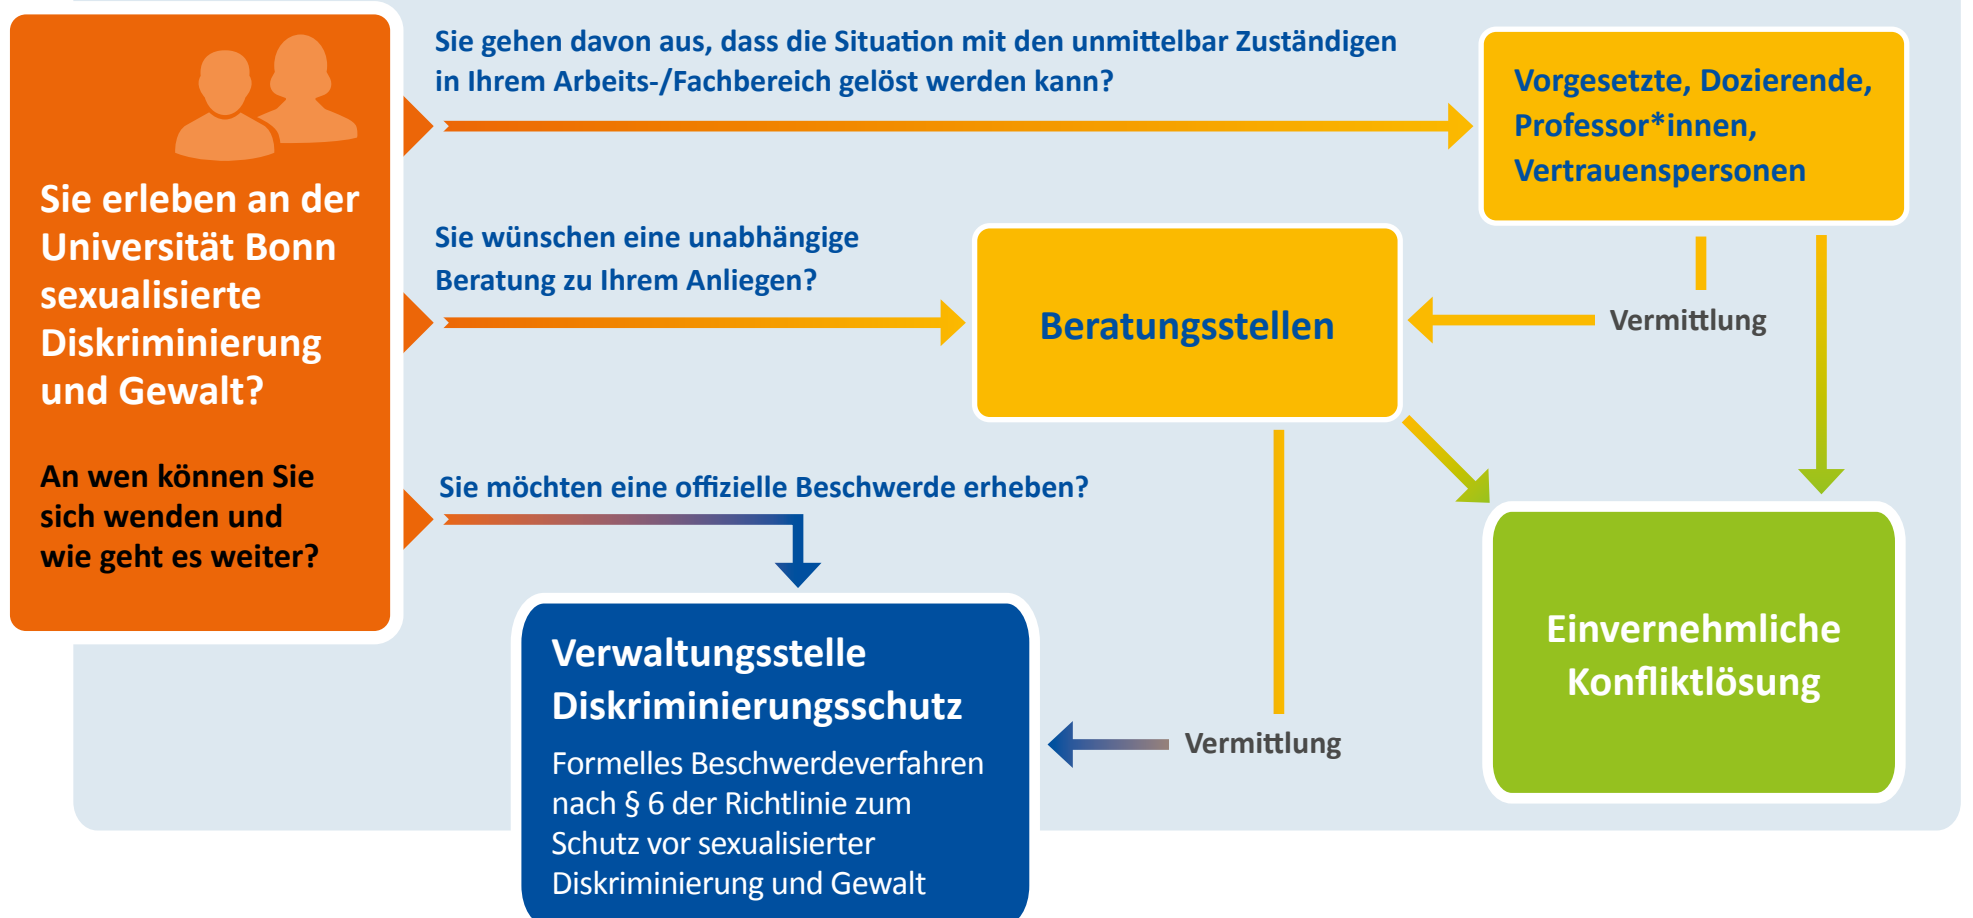 Sie erleben an der
Universität Bonn
sexualisierte
Diskriminierung
und Gewalt?
An wen können Sie
sich wenden und
wie geht es weiter?
Sie gehen davon aus, dass die Situation mit den unmittelbar Zuständigen
in Ihrem Arbeits-/Fachbereich gelöst werden kann?
Vorgesetzte, Dozierende,
Professor*innen,
Vertrauenspersonen
Sie wünschen eine unabhängige
Beratung zu Ihrem Anliegen?
Beratungsstellen
Vermittlung
Sie möchten eine offizielle Beschwerde erheben?
Verwaltungsstelle
Diskriminierungsschutz
Formelles Beschwerdeverfahren
nach § 6 der Richtlinie zum
Schutz vor sexualisierter
Diskriminierung und Gewalt
Vermittlung
Einvernehmliche
Konfliktlösung